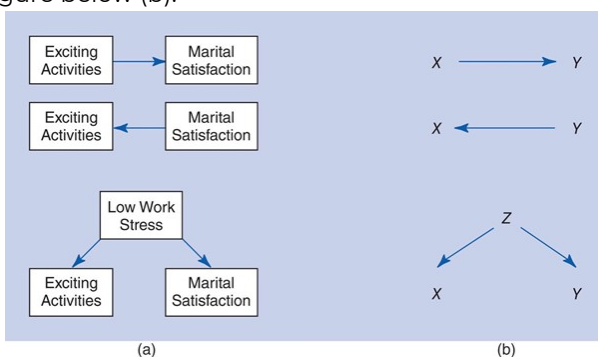 gure below (b).
Exciting Activities
Marital Satisfaction
X
Y
Exciting Activities
Marital Satisfaction
X
Y
Low Work Stress
Z
Exciting Activities
Marital Satisfaction
X
Y
(a)
(b)